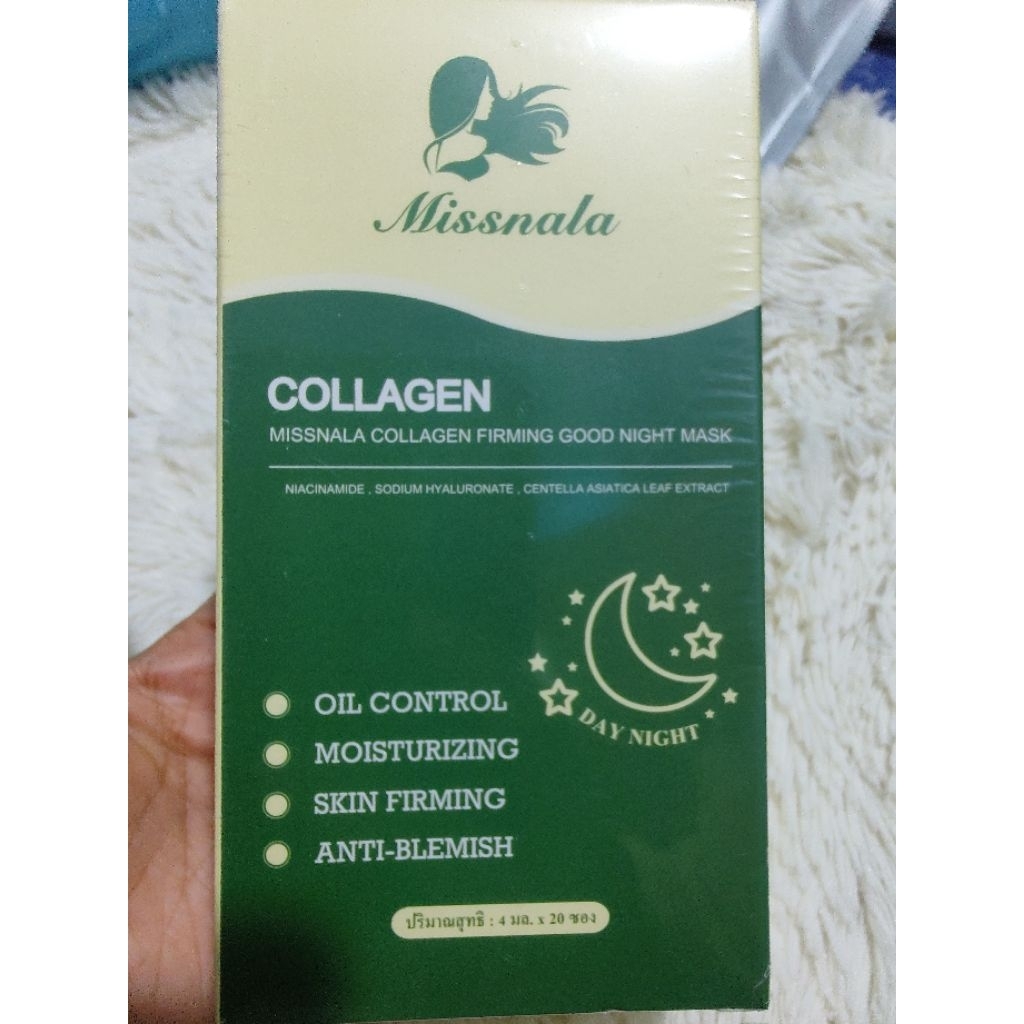 Missnala
COLLAGEN
MISSNALA COLLAGEN FIRMING GOOD NIGHT MASK
NIACINAMIDE , SODIUM HYALURONATE , CENTELLA ASIATICA LEAF EXTRACT
DAY NIGHT
OIL CONTROL
MOISTURIZING
SKIN FIRMING
ANTI-BLEMISH
ปริมาณสุทธิ : 4 มล. x 20 ซอง